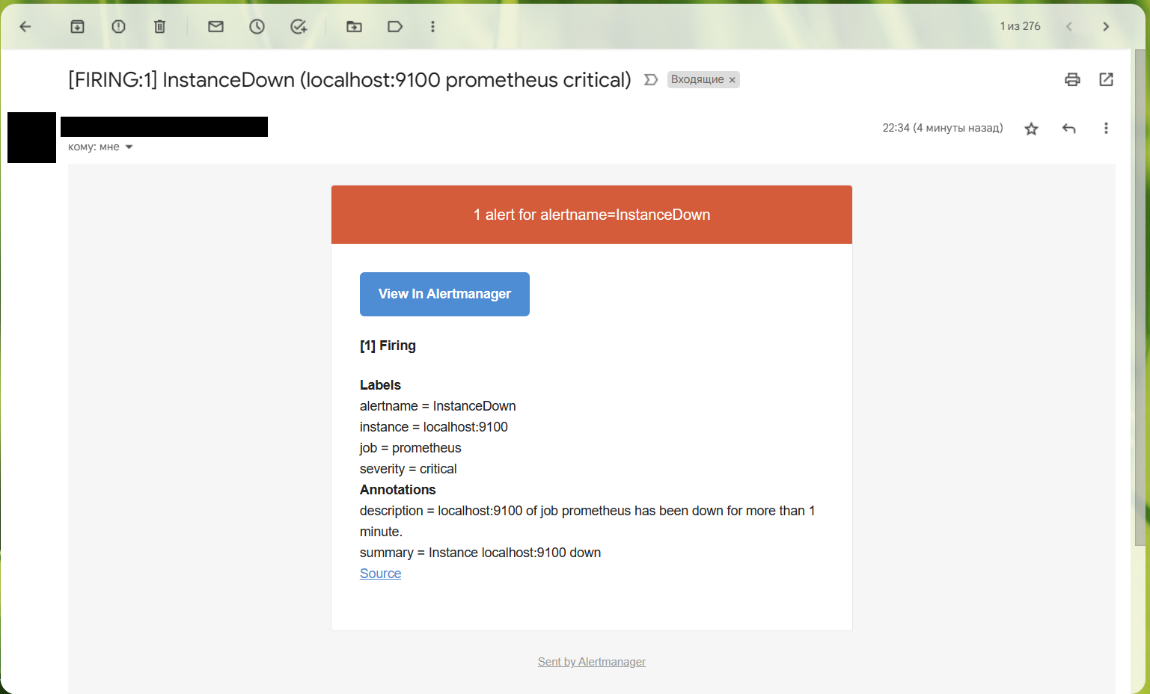 1 из 276
[FIRING:1] InstanceDown (localhost:9100 prometheus critical)
Входящие ×
22:34 (4 минуты назад)
кому: мне
1 alert for alertname=InstanceDown
View In Alertmanager
[1] Firing
Labels
alertname = InstanceDown
instance = localhost:9100
job = prometheus
severity = critical
Annotations
description = localhost:9100 of job prometheus has been down for more than 1
minute.
summary = Instance localhost:9100 down
Source
Sent by Alertmanager